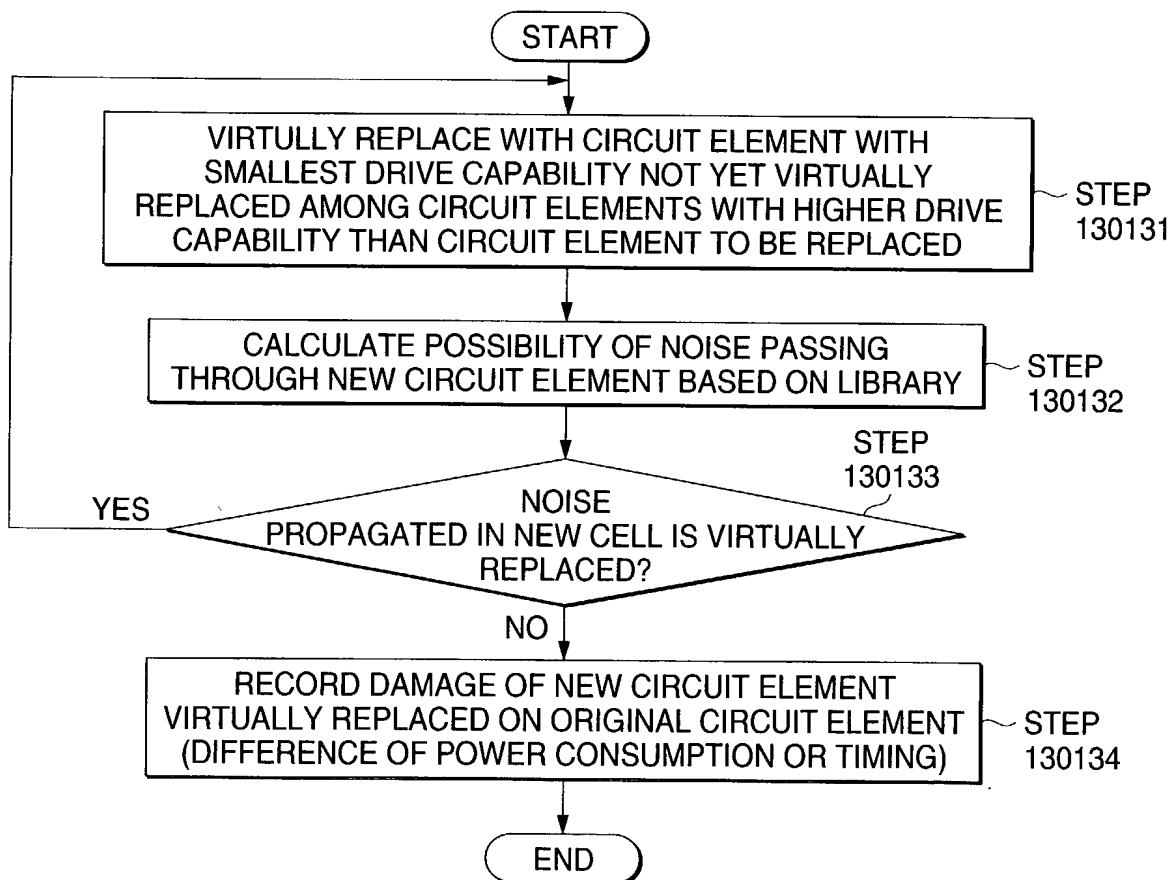 START
VIRTULLY REPLACE WITH CIRCUIT ELEMENT WITH
SMALLEST DRIVE CAPABILITY NOT YET VIRTUALLY
REPLACED AMONG CIRCUIT ELEMENTS WITH HIGHER DRIVE
CAPABILITY THAN CIRCUIT ELEMENT TO BE REPLACED
STEP
130131
CALCULATE POSSIBILITY OF NOISE PASSING
THROUGH NEW CIRCUIT ELEMENT BASED ON LIBRARY
STEP
130132
STEP
130133
YES
NOISE
PROPAGATED IN NEW CELL IS VIRTUALLY
REPLACED?
NO
RECORD DAMAGE OF NEW CIRCUIT ELEMENT
VIRTUALLY REPLACED ON ORIGINAL CIRCUIT ELEMENT
(DIFFERENCE OF POWER CONSUMPTION OR TIMING)
STEP
130134
END